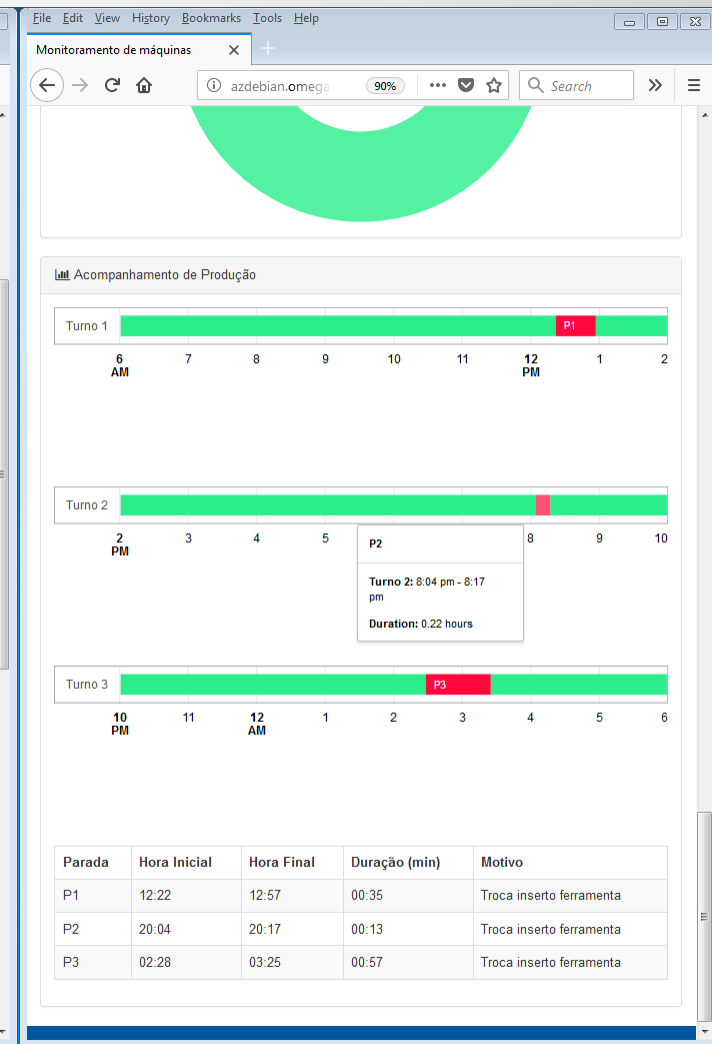 File Edit View History Bookmarks Tools Help
Monitoramento de máquinas
azdebian.omega 90% Search
Acompanhamento de Produção
Turno 1 P1
6 AM 7 8 9 10 11 12 PM 1 2
Turno 2
2 PM 3 4 5 8 9 10
P2
Turno 2: 8:04 pm - 8:17
pm
Duration: 0.22 hours
Turno 3 P3
10 PM 11 12 AM 1 2 3 4 5 6
Parada Hora Inicial Hora Final Duração (min) Motivo
P1 12:22 12:57 00:35 Troca inserto ferramenta
P2 20:04 20:17 00:13 Troca inserto ferramenta
P3 02:28 03:25 00:57 Troca inserto ferramenta